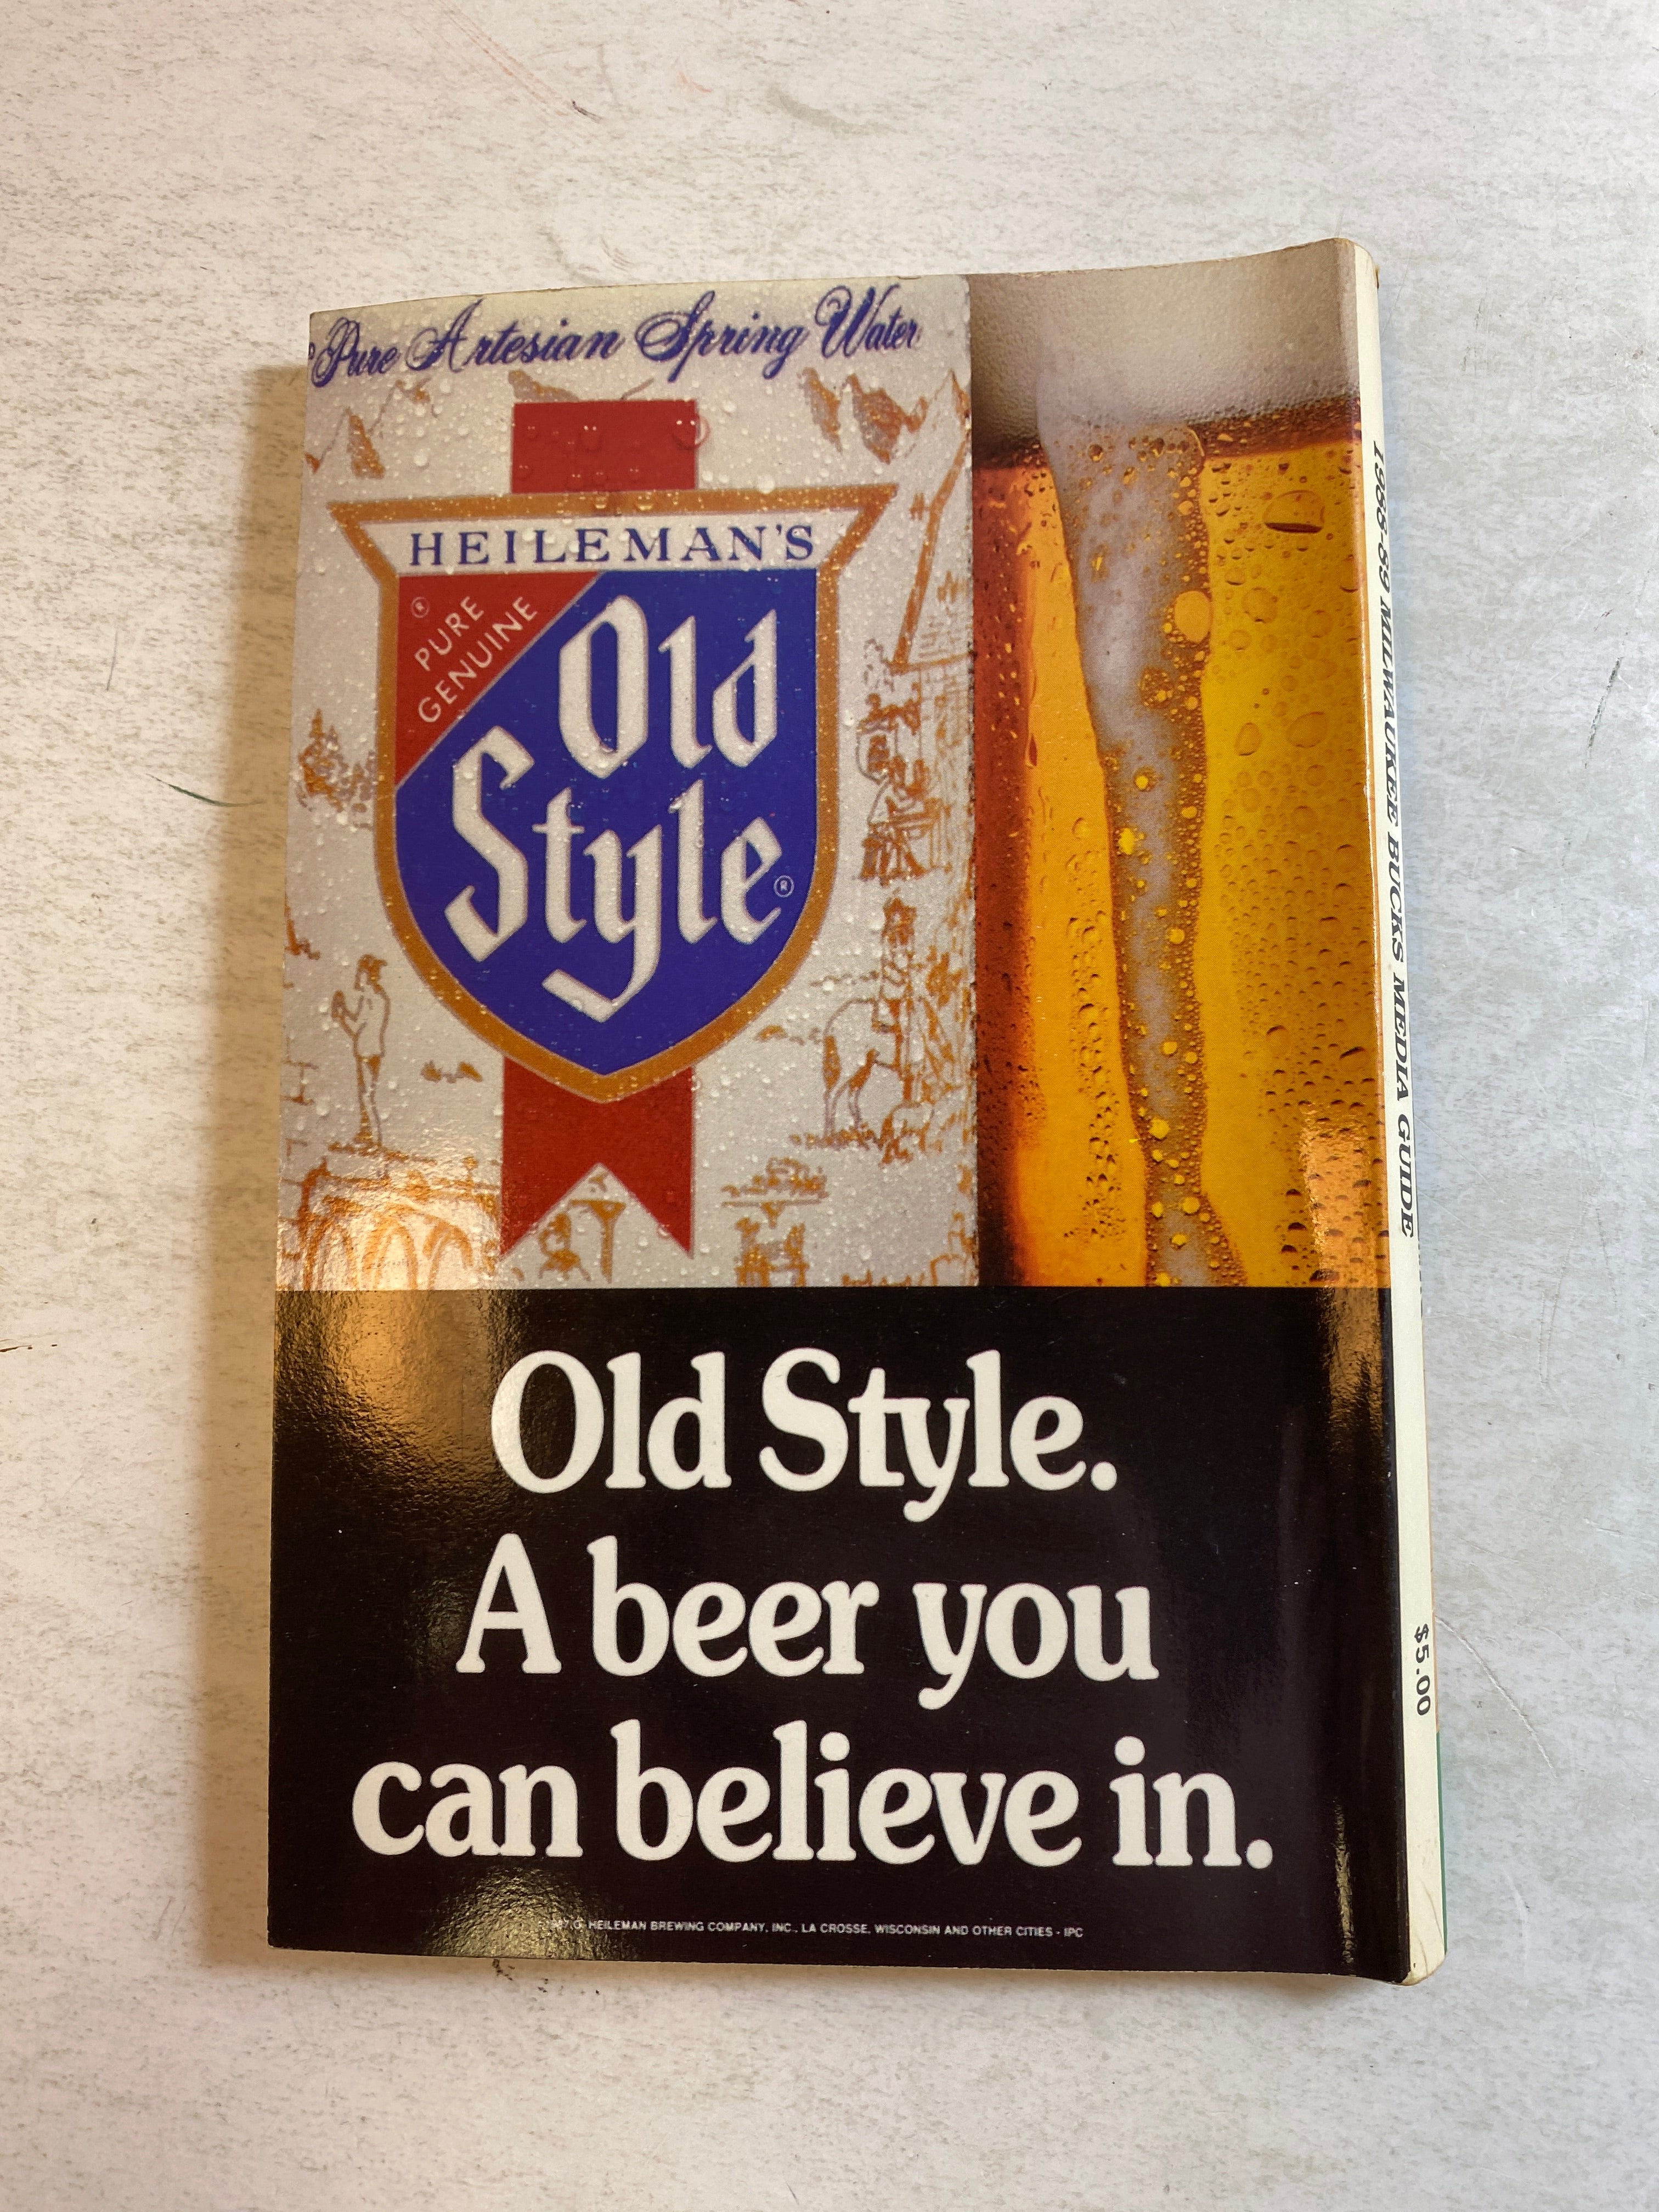 Pure Artesian Spring Water
HEILEMAN'S
® PURE
GENUINE
Old
Style®
Old Style.
A beer you
can believe in.
HEILEMAN BREWING COMPANY, INC., LA CROSSE, WISCONSIN AND OTHER CITIES - IPC
1988-89 MILWAUKEE BUCKS MEDIA GUIDE
$5.00